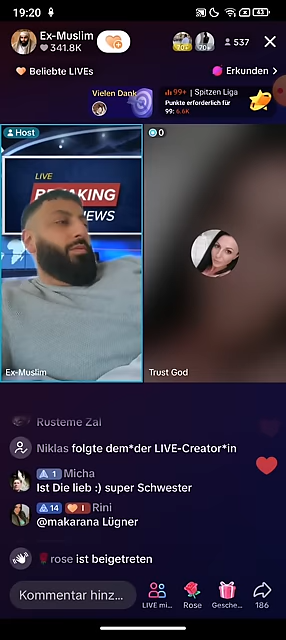 19:20
43
Ex-Muslim
341.8K
70+
70+
537
Beliebte LIVEs
Erkunden >
Vielen Dank
99+ | Spitzen Liga
Punkte erforderlich für
99: 6.6K
Host
0
LIVE
BREAKING
NEWS
Ex-Muslim
Trust God
Rusteme Zal
Niklas folgte dem*der LIVE-Creator*in
1 Micha
Ist Die lieb :) super Schwester
14 I Rini
@makarana Lügner
rose ist beigetreten
Kommentar hinz...
LIVE mi...
Rose
Gesche...
186